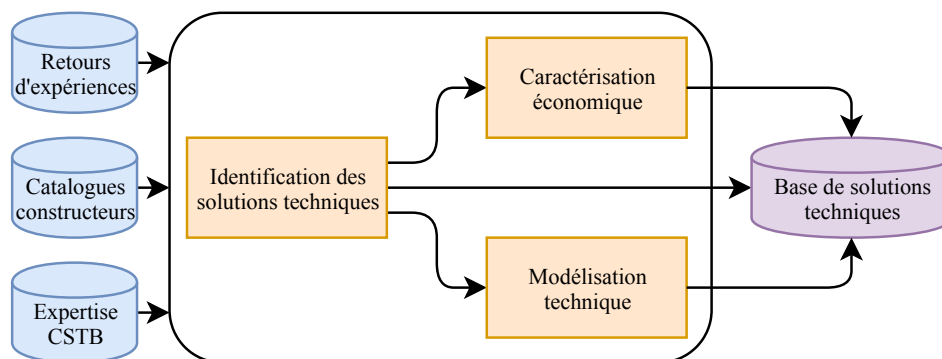 Retours
d'expériences
Catalogues
constructeurs
Expertise
CSTB
Identification des
solutions techniques
Caractérisation
économique
Modélisation
technique
Base de solutions
techniques